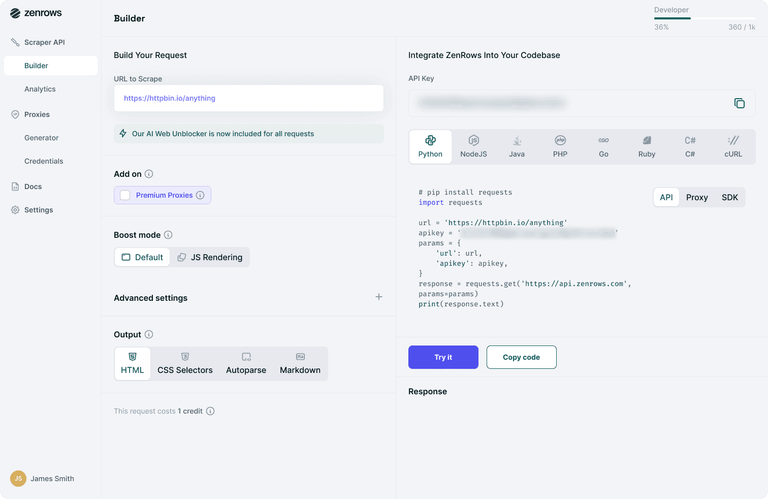 zenrows
Scraper API
Builder
Analytics
Proxies
Generator
Credentials
Docs
Settings
JS
James Smith
Builder
Developer
36%
360 / 1k
Build Your Request
URL to Scrape
https://httpbin.io/anything
Our AI Web Unblocker is now included for all requests
Add on
Premium Proxies
Boost mode
Default
JS Rendering
Advanced settings
Output
HTML
CSS Selectors
Autoparse
Markdown
This request costs 1 credit
Integrate ZenRows Into Your Codebase
API Key
Python
NodeJS
Java
PHP
Go
Ruby
C#
C#
cURL
API
Proxy
SDK
# pip install requests
import requests
url = 'https://httpbin.io/anything'
apikey = ' '
params = {
'url': url,
'apikey': apikey,
}
response = requests.get('https://api.zenrows.com',
params=params)
print(response.text)
Try it
Copy code
Response